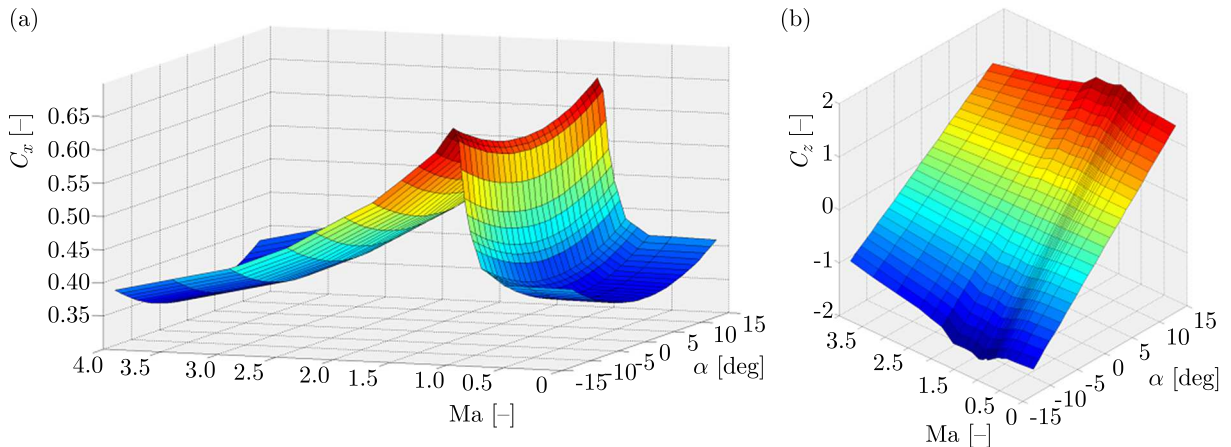 (a)
C_x [–]
0.65
0.60
0.55
0.50
0.45
0.40
0.35
4.0 3.5 3.0 2.5 2.0 1.5 1.0 0.5 0
Ma [–]
-15 -10 -5 0 5 10 15
α [deg]
(b)
C_z [–]
2
1
0
-1
-2
3.5 2.5 1.5 0.5 0
Ma [–]
-15 -10 -5 0 5 10 15
α [deg]